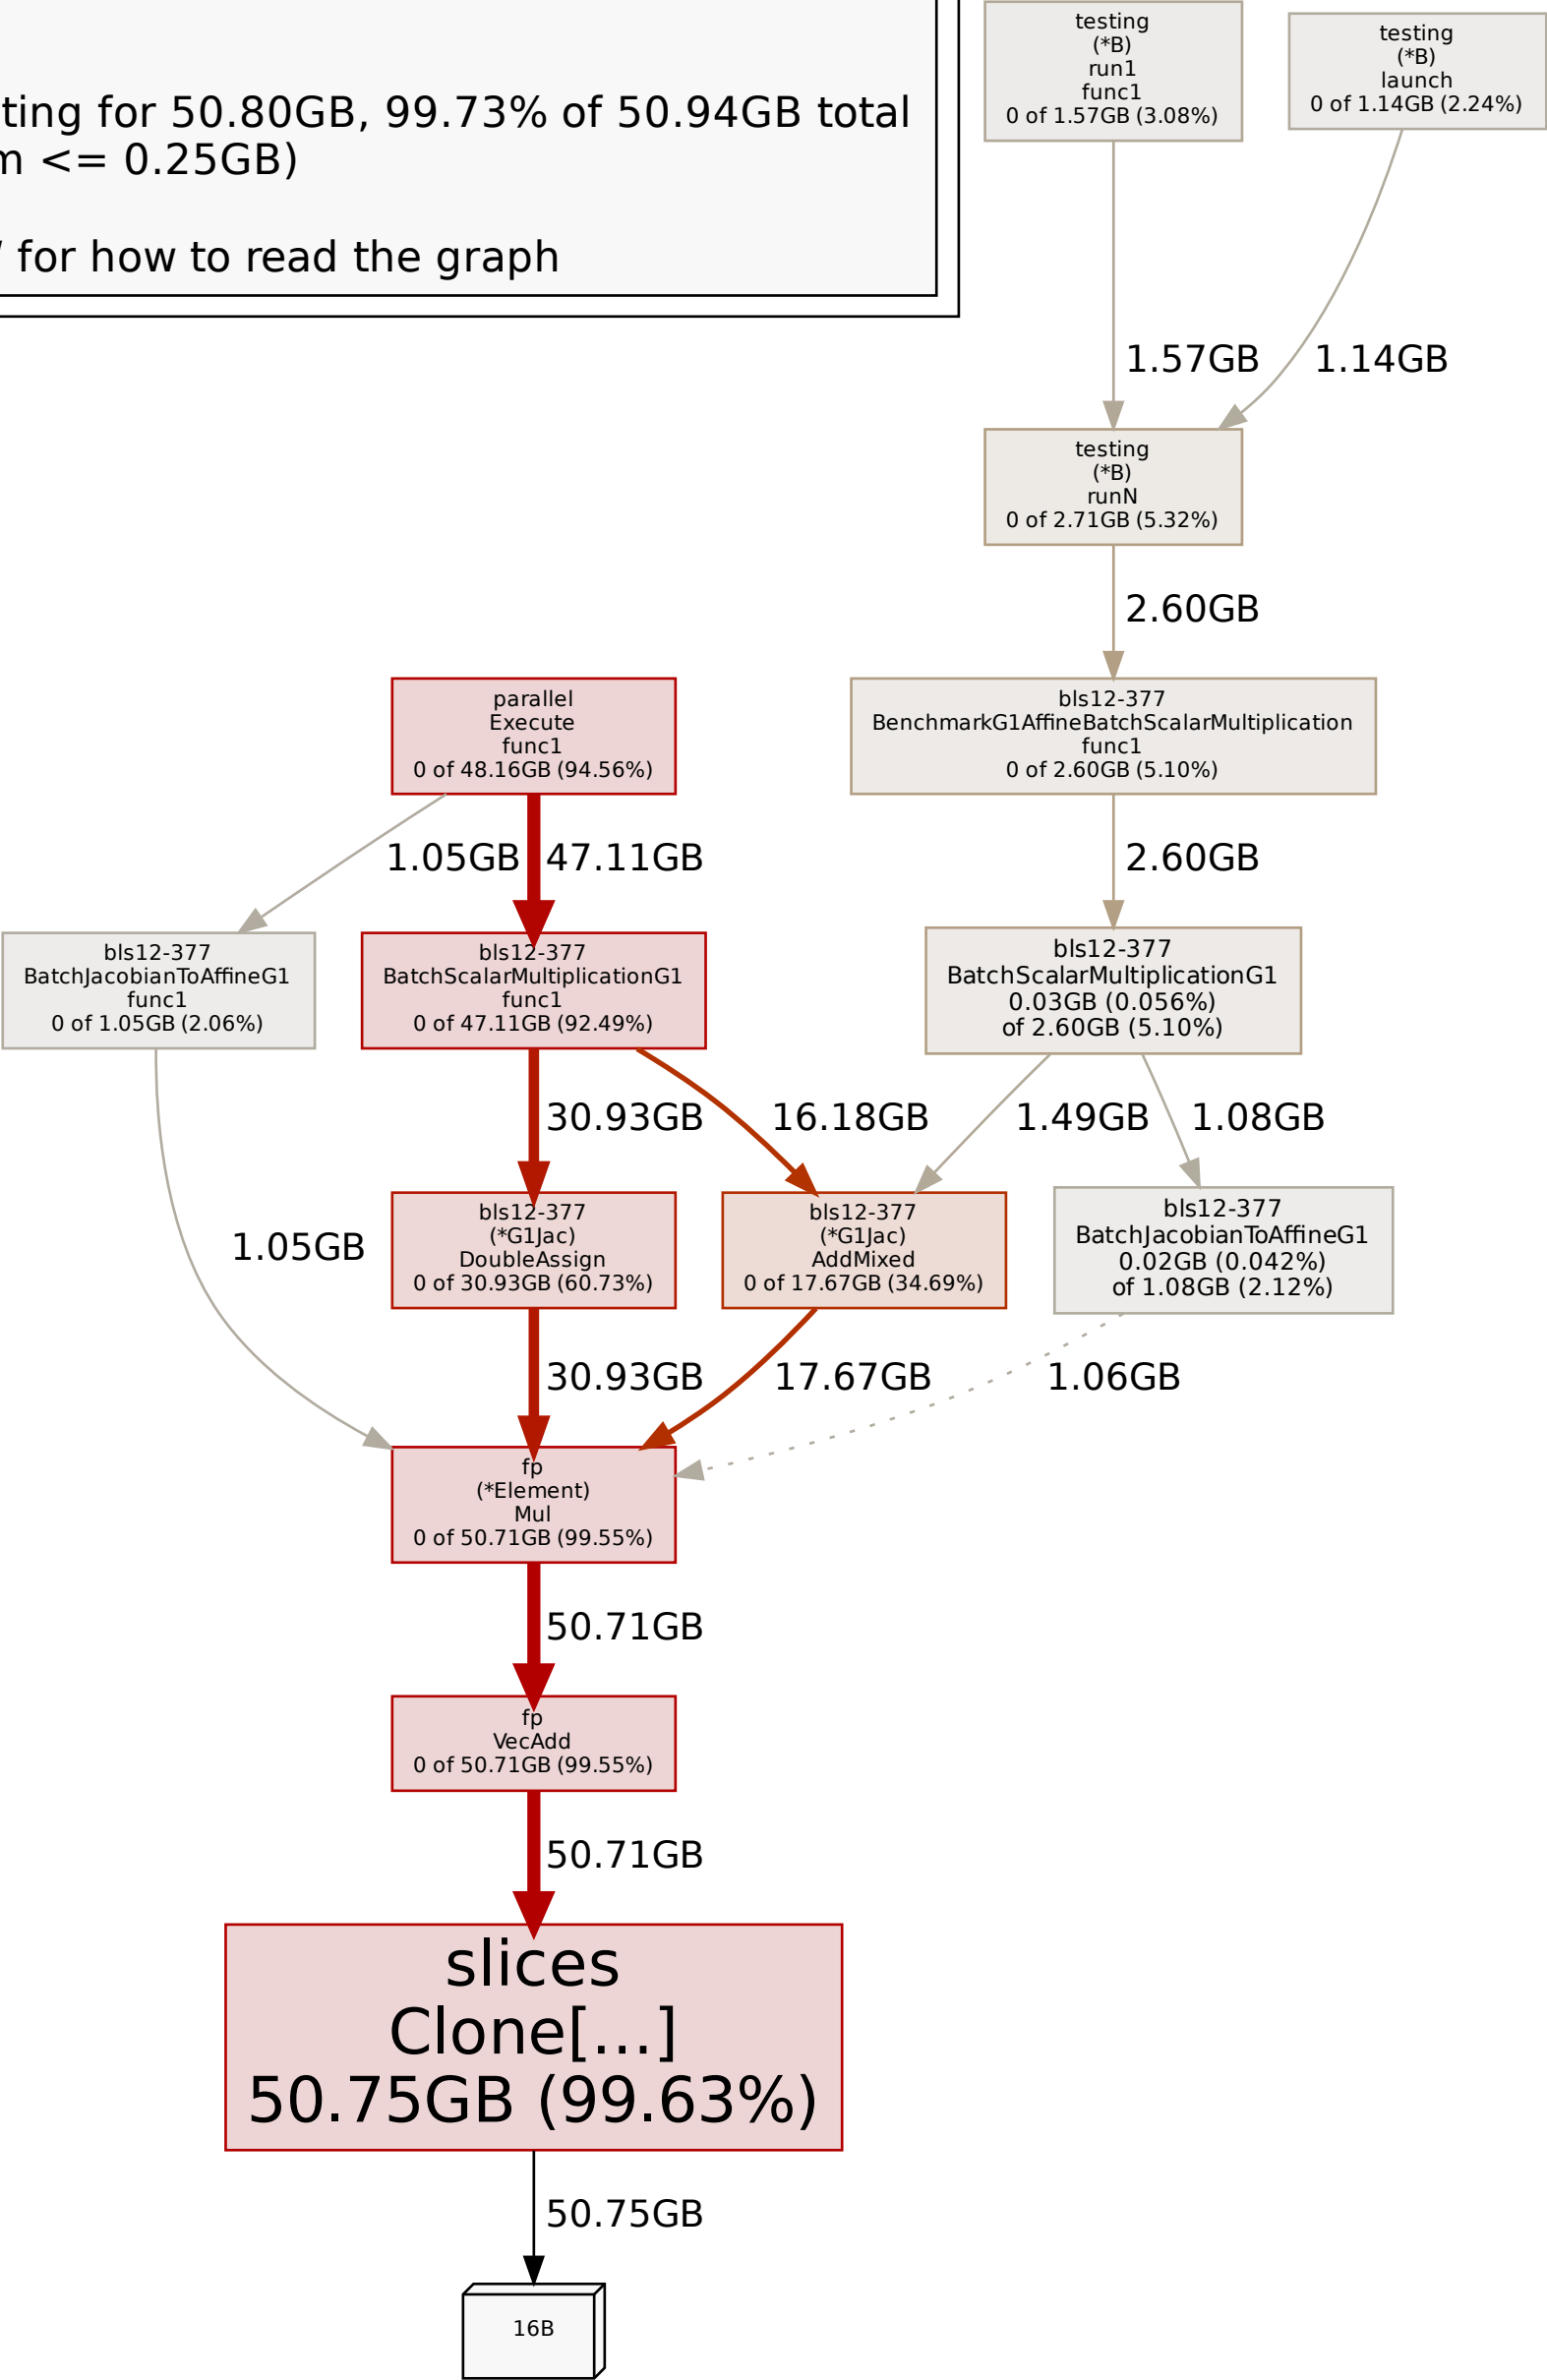 ting for 50.80GB, 99.73% of 50.94GB total
m <= 0.25GB)
/ for how to read the graph
testing
(*B)
run1
func1
0 of 1.57GB (3.08%)
testing
(*B)
launch
0 of 1.14GB (2.24%)
1.57GB
1.14GB
testing
(*B)
runN
0 of 2.71GB (5.32%)
2.60GB
parallel
Execute
func1
0 of 48.16GB (94.56%)
bls12-377
BenchmarkG1AffineBatchScalarMultiplication
func1
0 of 2.60GB (5.10%)
1.05GB
47.11GB
2.60GB
bls12-377
BatchJacobianToAffineG1
func1
0 of 1.05GB (2.06%)
bls12-377
BatchScalarMultiplicationG1
func1
0 of 47.11GB (92.49%)
bls12-377
BatchScalarMultiplicationG1
0.03GB (0.056%)
of 2.60GB (5.10%)
30.93GB
16.18GB
1.49GB
1.08GB
1.05GB
bls12-377
(*G1Jac)
DoubleAssign
0 of 30.93GB (60.73%)
bls12-377
(*G1Jac)
AddMixed
0 of 17.67GB (34.69%)
bls12-377
BatchJacobianToAffineG1
0.02GB (0.042%)
of 1.08GB (2.12%)
30.93GB
17.67GB
1.06GB
fp
(*Element)
Mul
0 of 50.71GB (99.55%)
50.71GB
fp
VecAdd
0 of 50.71GB (99.55%)
50.71GB
slices
Clone[...]
50.75GB (99.63%)
50.75GB
16B